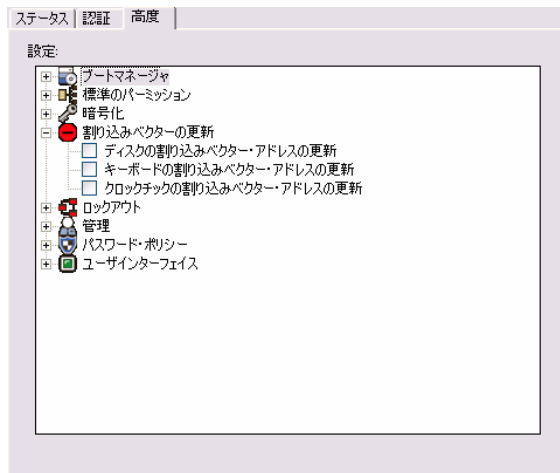 ステータス 認証 高度
設定:
ブートマネージャ
標準のパーミッション
暗号化
割り込みベクターの更新
ディスクの割り込みベクター・アドレスの更新
キーボードの割り込みベクター・アドレスの更新
クロックチックの割り込みベクター・アドレスの更新
ロックアウト
管理
パスワード・ポリシー
ユーザインターフェイス